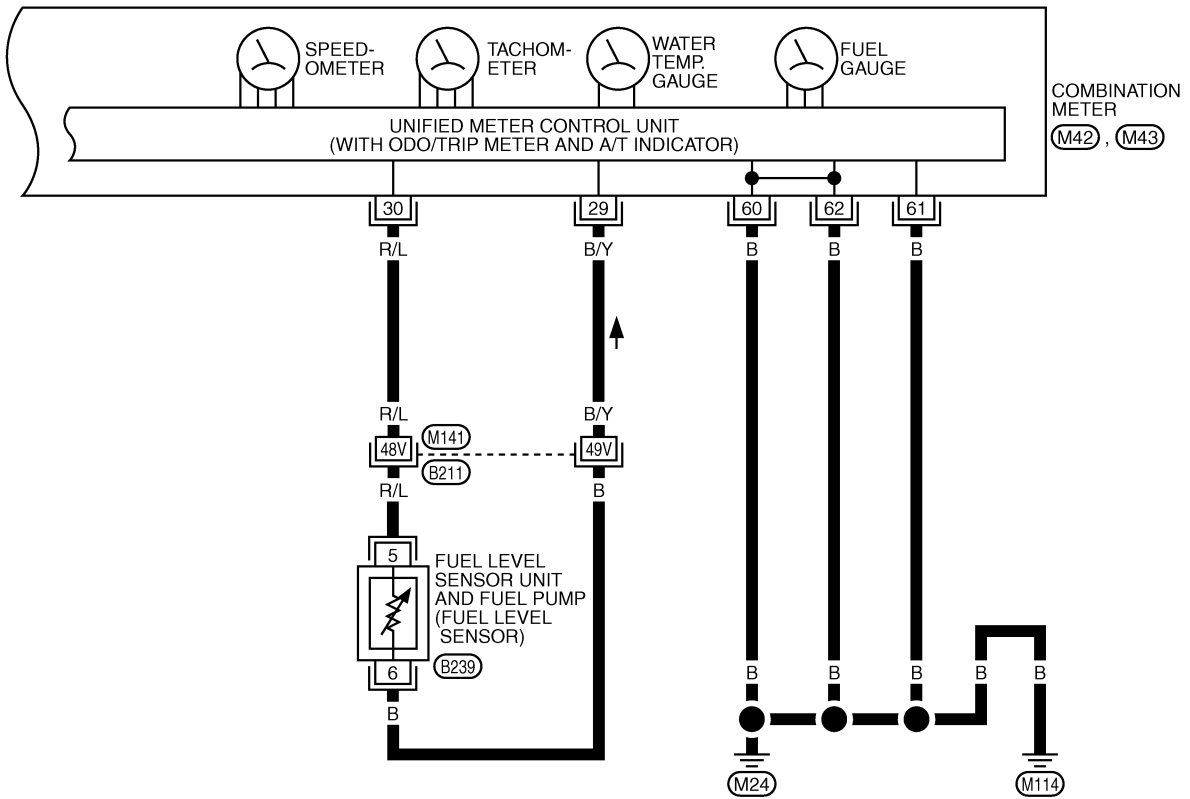 SPEED-
OMETER
TACHOM-
ETER
WATER
TEMP.
GAUGE
FUEL
GAUGE
COMBINATION
METER
M42 , M43
UNIFIED METER CONTROL UNIT
(WITH ODO/TRIP METER AND A/T INDICATOR)
30 29 60 62 61
R/L B/Y B B B
R/L B/Y
48V M141 49V
B211
R/L B
5
FUEL LEVEL
SENSOR UNIT
AND FUEL PUMP
(FUEL LEVEL
SENSOR)
6 B239
B B B B B
B
M24 M114